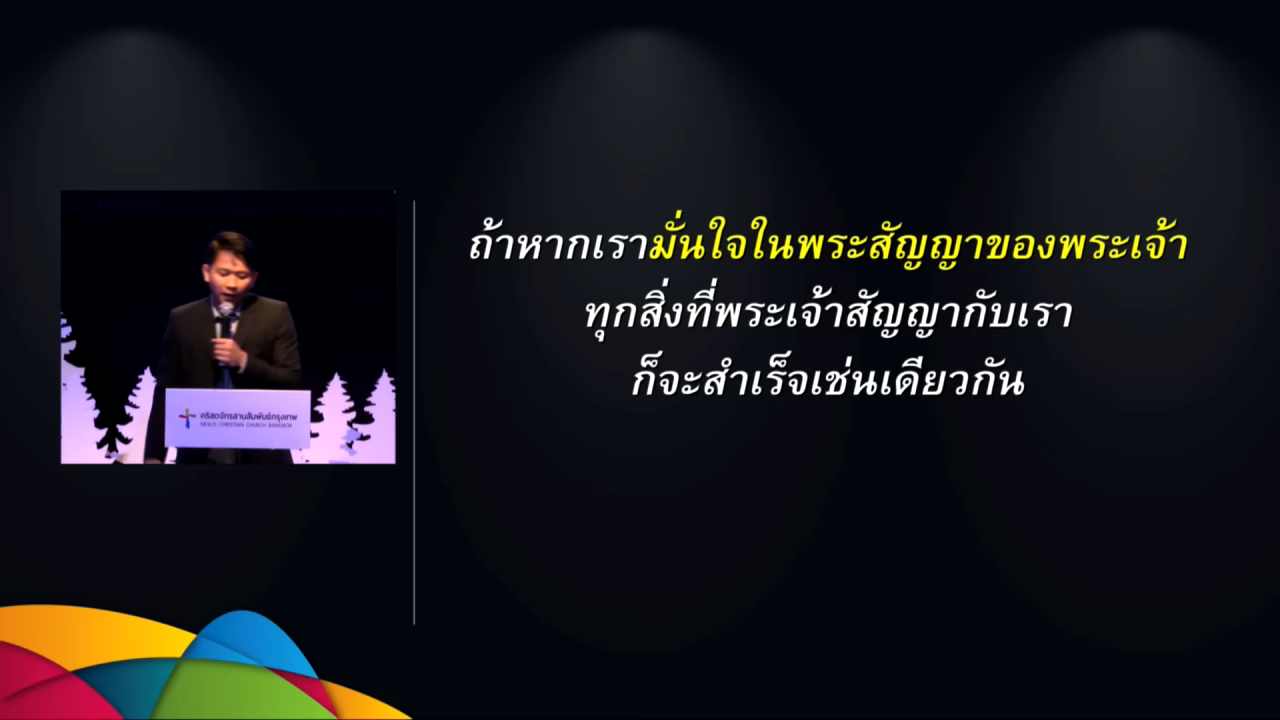 ถ้าหากเรามั่นใจในพระสัญญาของพระเจ้า
ทุกสิ่งที่พระเจ้าสัญญากับเรา
ก็จะสำเร็จเช่นเดียวกัน
คริสตจักรสานสัมพันธ์กรุงเทพ
NEXUS CHRISTIAN CHURCH BANGKOK